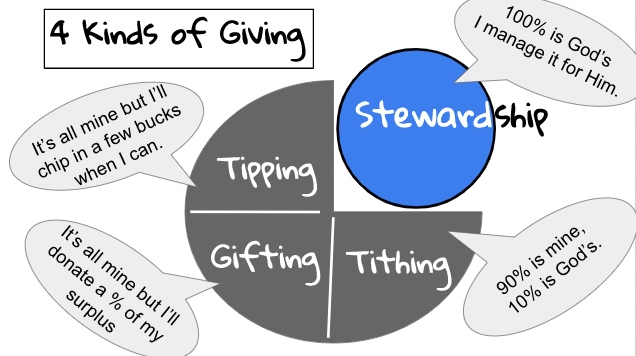 4 Kinds of Giving
100% is God's
I manage it for Him.
Stewardship
It's all mine but I'll
chip in a few bucks
when I can.
Tipping
Gifting
Tithing
It's all mine but I'll
donate a % of my
surplus
90% is mine,
10% is God's.